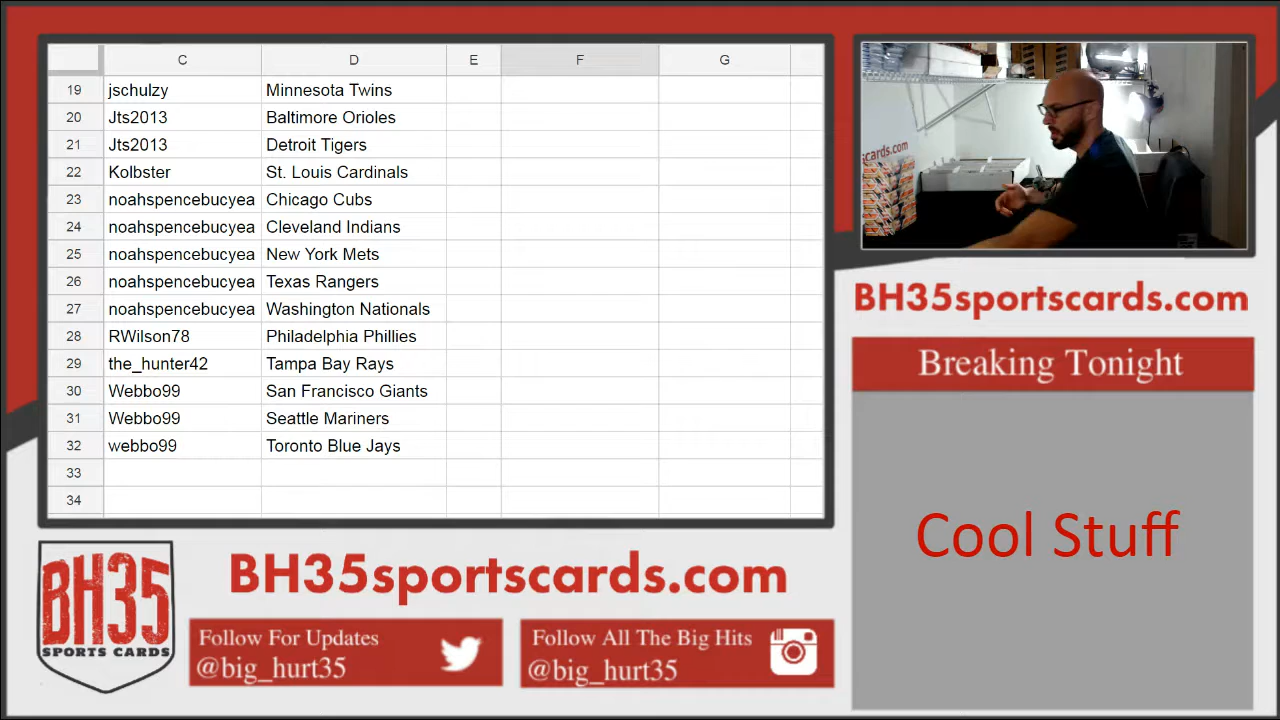 C D E F G
19 jschulzy Minnesota Twins
20 Jts2013 Baltimore Orioles
21 Jts2013 Detroit Tigers
22 Kolbster St. Louis Cardinals
23 noahspencebucyea Chicago Cubs
24 noahspencebucyea Cleveland Indians
25 noahspencebucyea New York Mets
26 noahspencebucyea Texas Rangers
27 noahspencebucyea Washington Nationals
28 RWilson78 Philadelphia Phillies
29 the_hunter42 Tampa Bay Rays
30 Webbo99 San Francisco Giants
31 Webbo99 Seattle Mariners
32 webbo99 Toronto Blue Jays
33
34
cards.com
BH35sportscards.com
Breaking Tonight
Cool Stuff
BH35
SPORTS CARDS
BH35sportscards.com
Follow For Updates
@big_hurt35
Follow All The Big Hits
@big_hurt35